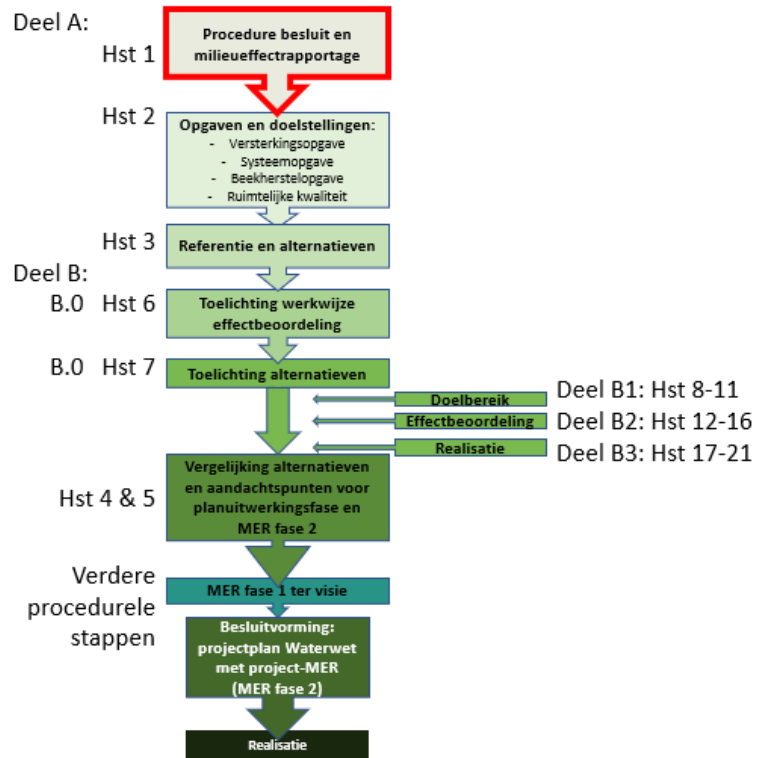 Deel A:
Hst 1
Procedure besluit en
milieueffectrapportage
Hst 2
Opgaven en doelstellingen:
- Versterkingsopgave
- Systeemopgave
- Beekherstelopgave
- Ruimtelijke kwaliteit
Hst 3
Referentie en alternatieven
Deel B:
B.0 Hst 6
Toelichting werkwijze
effectbeoordeling
B.0 Hst 7
Toelichting alternatieven
Doelbereik
Deel B1: Hst 8-11
Effectbeoordeling
Deel B2: Hst 12-16
Realisatie
Deel B3: Hst 17-21
Hst 4 & 5
Vergelijking alternatieven
en aandachtspunten voor
planuitwerkingsfase en
MER fase 2
Verdere
procedurele
stappen
MER fase 1 ter visie
Besluitvorming:
projectplan Waterwet
met project-MER
(MER fase 2)
Realisatie